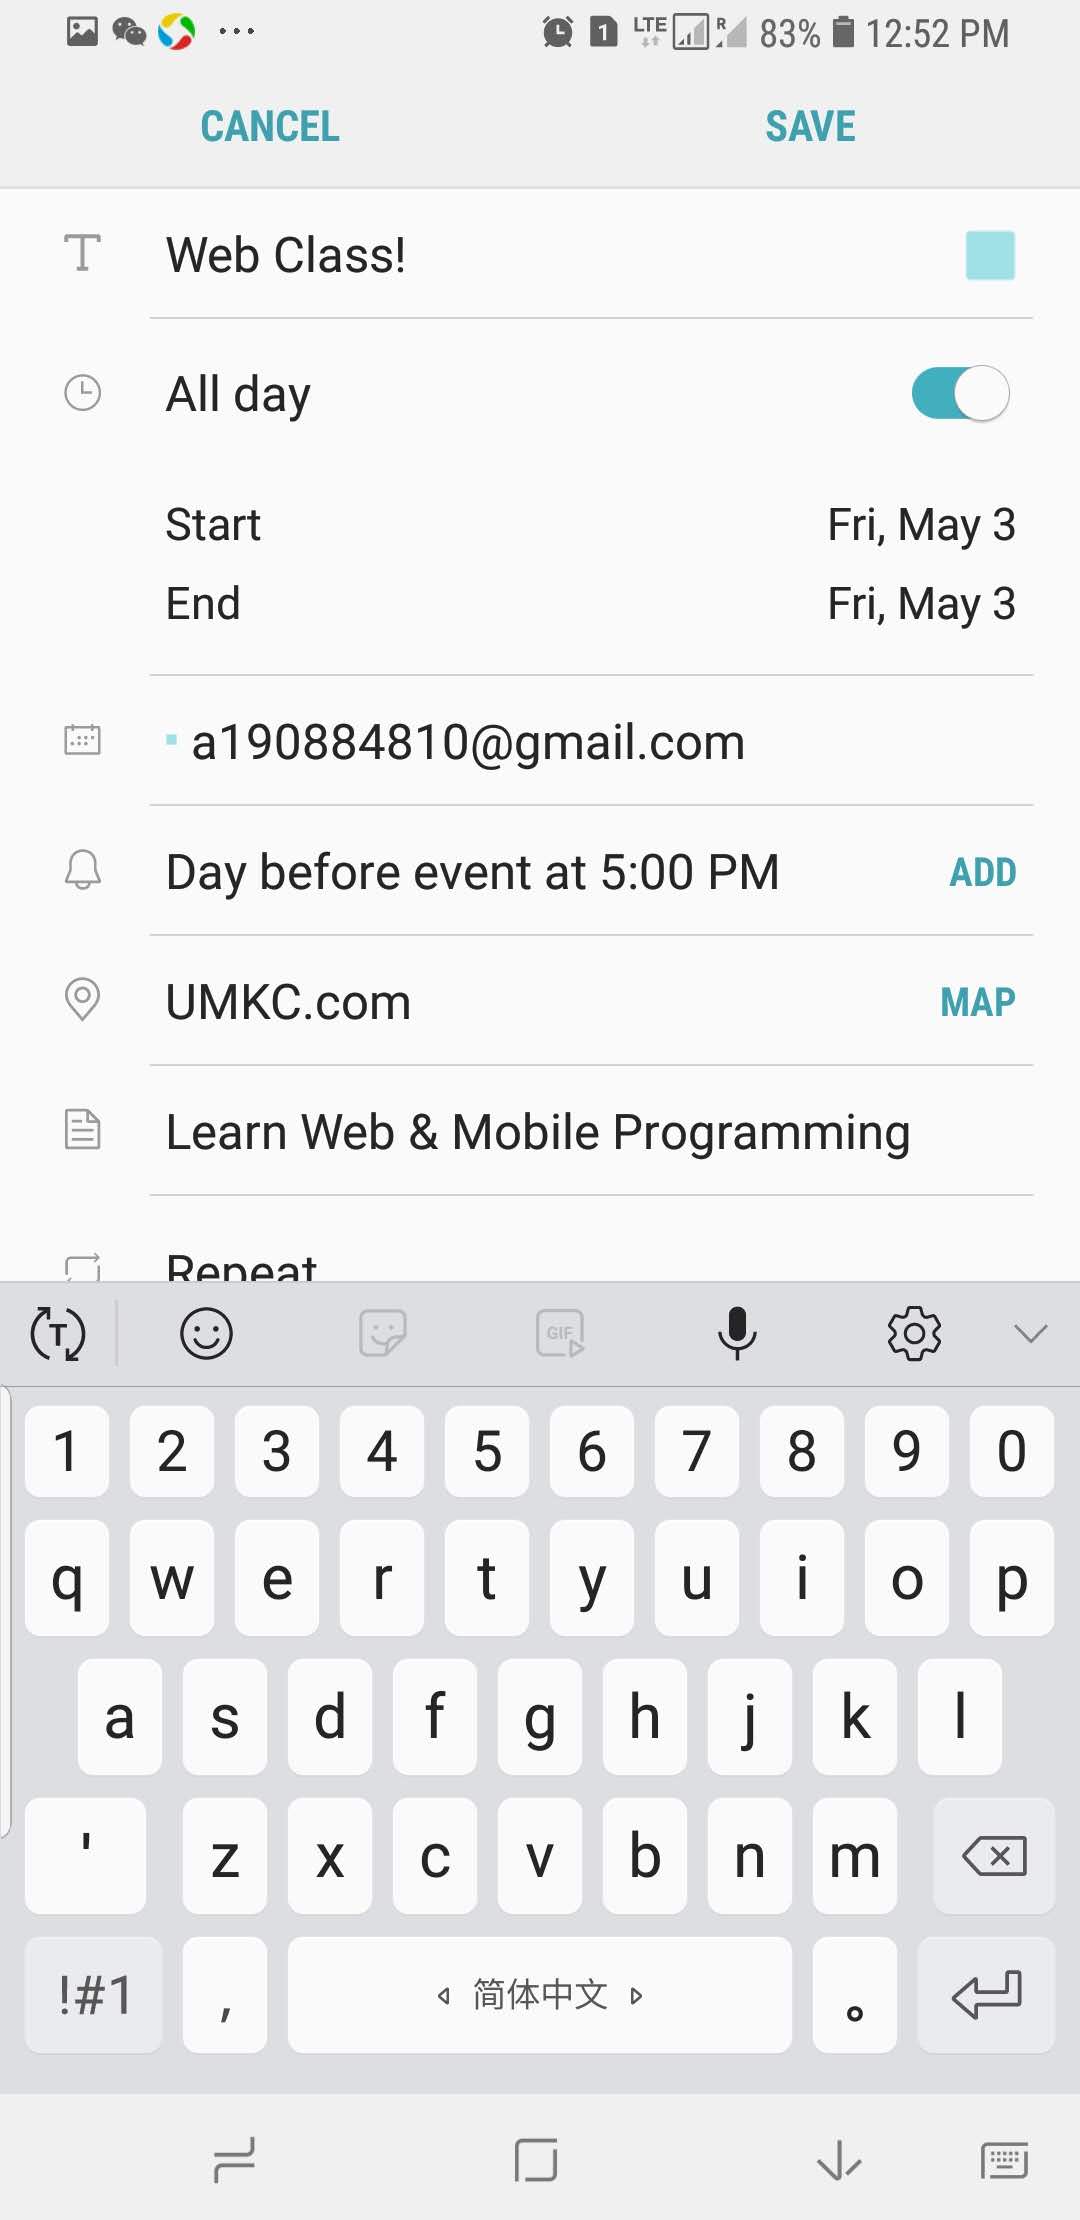 1 LTE R 83% 12:52 PM
CANCEL SAVE
T Web Class!
All day
Start Fri, May 3
End Fri, May 3
a190884810@gmail.com
Day before event at 5:00 PM ADD
UMKC.com MAP
Learn Web & Mobile Programming
Repeat
T GIF
1 2 3 4 5 6 7 8 9 0
q w e r t y u i o p
a s d f g h j k l
' z x c v b n m
!#1 , 简体中文 。